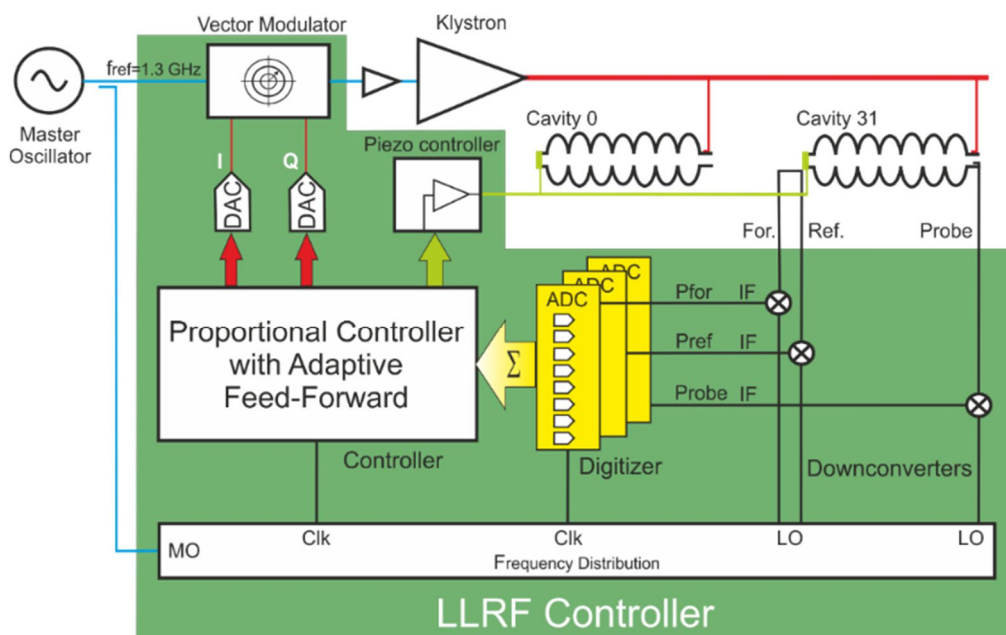 Vector Modulator
Klystron
fref=1.3 GHz
Master
Oscillator
Cavity 0
Cavity 31
Piezo controller
I
Q
DAC
DAC
For.
Ref.
Probe
ADC
ADC
ADC
Pfor IF
Pref IF
Probe IF
Proportional Controller
with Adaptive
Feed-Forward
Σ
Controller
Digitizer
Downconverters
MO
Clk
Clk
LO
LO
Frequency Distribution
LLRF Controller